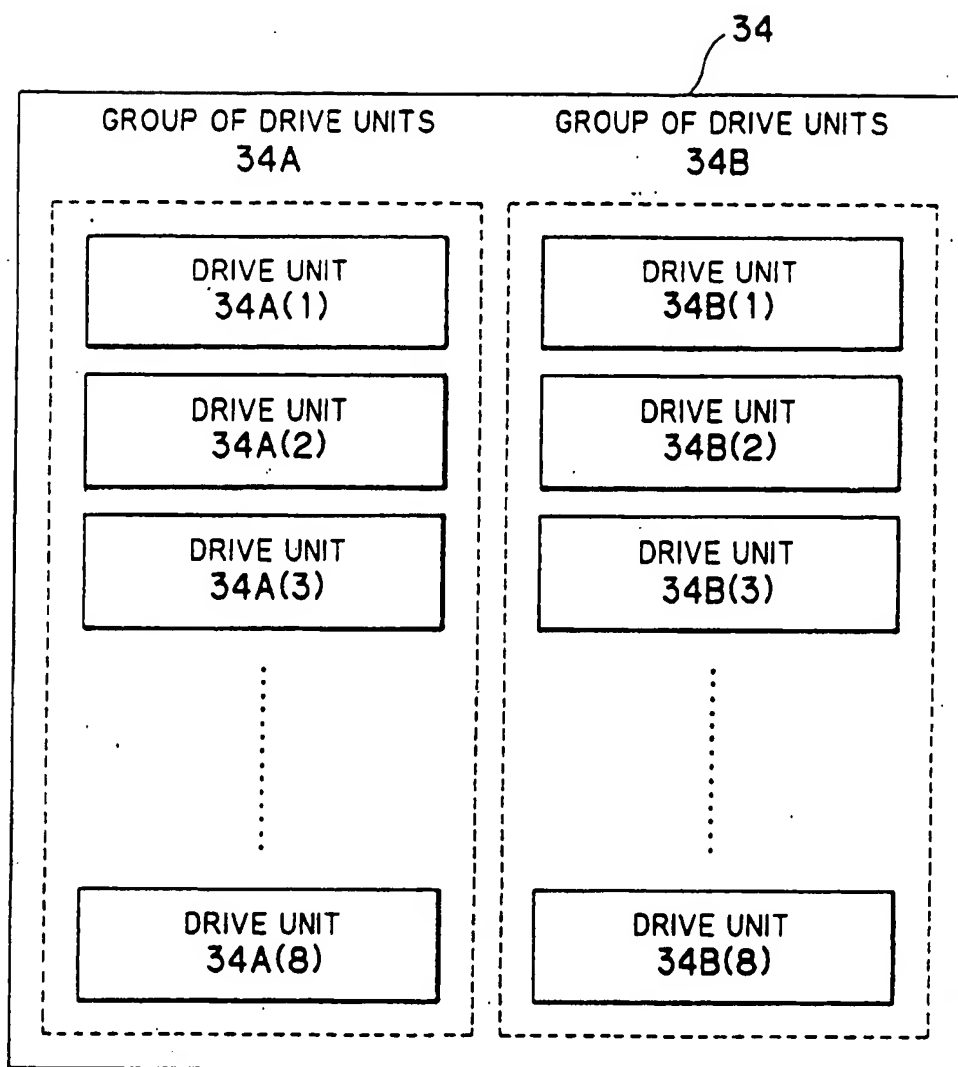 34
GROUP OF DRIVE UNITS
34A
DRIVE UNIT
34A(1)
DRIVE UNIT
34A(2)
DRIVE UNIT
34A(3)
DRIVE UNIT
34A(8)
GROUP OF DRIVE UNITS
34B
DRIVE UNIT
34B(1)
DRIVE UNIT
34B(2)
DRIVE UNIT
34B(3)
DRIVE UNIT
34B(8)